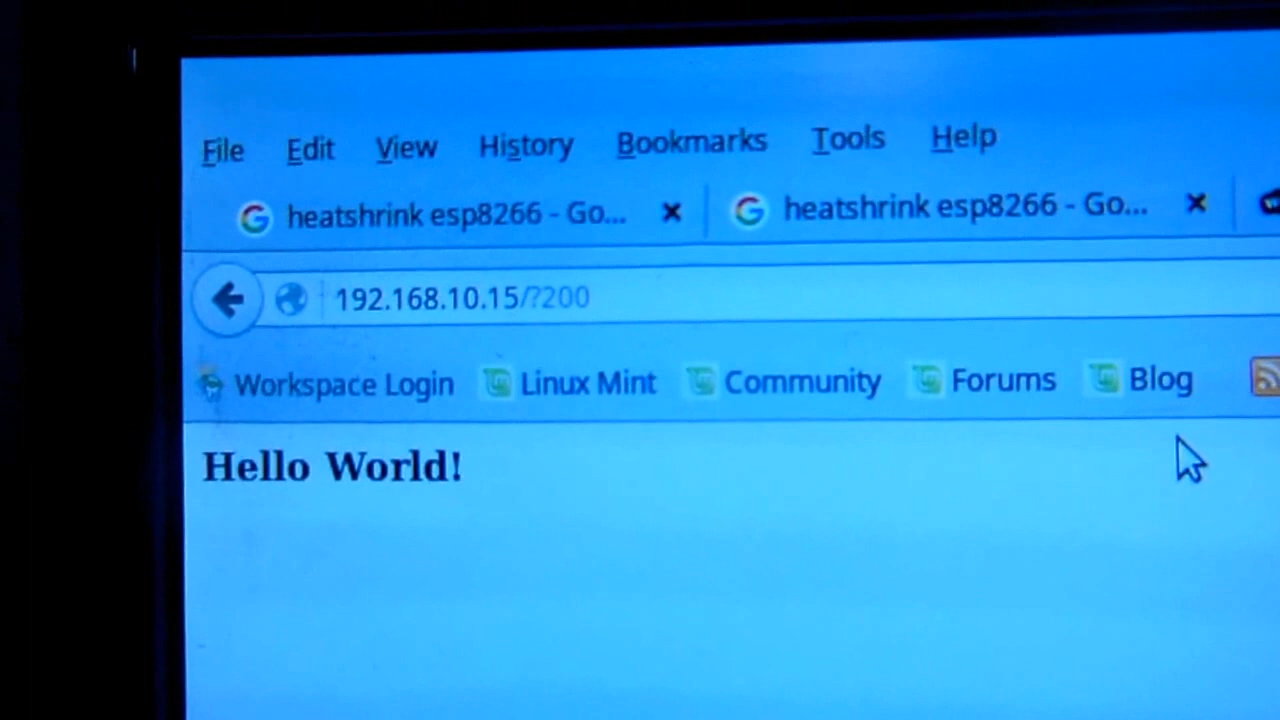 File Edit View History Bookmarks Tools Help
heatshrink esp8266 - Go... heatshrink esp8266 - Go...
192.168.10.15/?200
Workspace Login Linux Mint Community Forums Blog
Hello World!